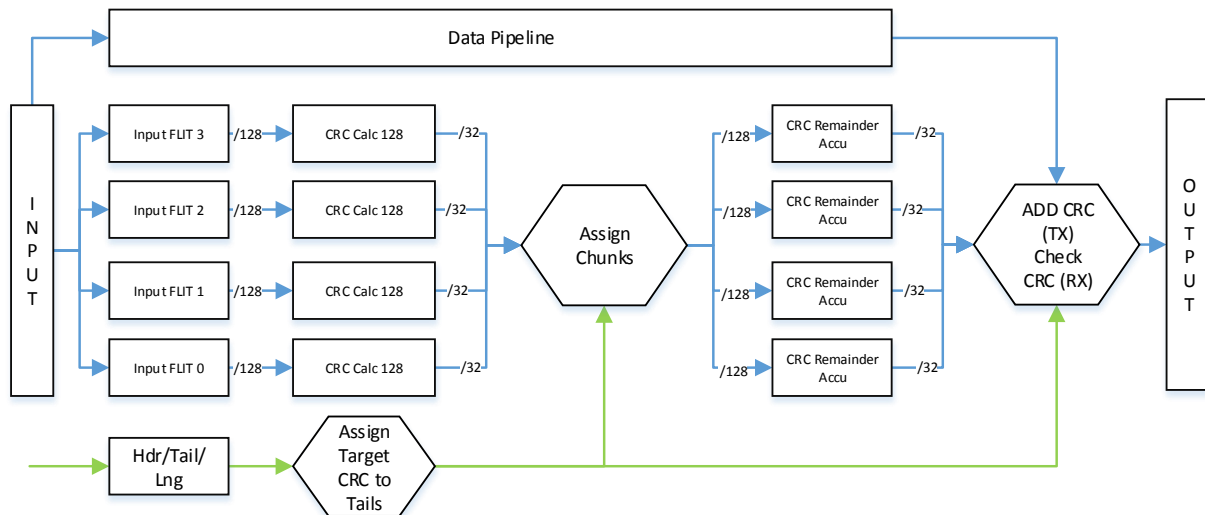 Data Pipeline
I
N
P
U
T
Input FLIT 3
/128
CRC Calc 128
/32
Input FLIT 2
/128
CRC Calc 128
/32
Input FLIT 1
/128
CRC Calc 128
/32
Input FLIT 0
/128
CRC Calc 128
/32
Assign
Chunks
/128
CRC Remainder
Accu
/32
/128
CRC Remainder
Accu
/32
/128
CRC Remainder
Accu
/32
/128
CRC Remainder
Accu
/32
ADD CRC
(TX)
Check
CRC (RX)
O
U
T
P
U
T
Hdr/Tail/
Lng
Assign
Target
CRC to
Tails